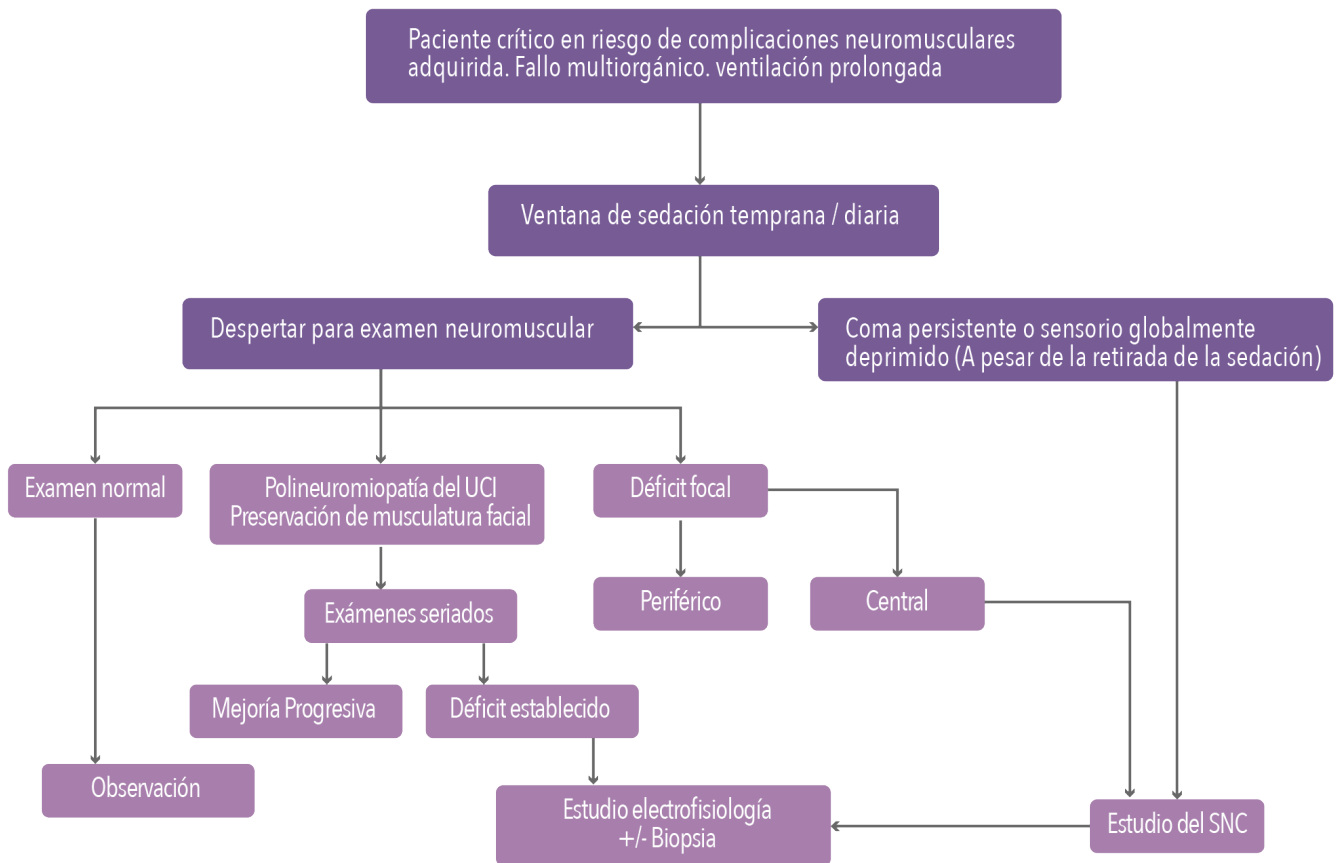 Paciente crítico en riesgo de complicaciones neuromusculares
adquirida. Fallo multiorgánico. ventilación prolongada
Ventana de sedación temprana / diaria
Despertar para examen neuromuscular
Coma persistente o sensorio globalmente
deprimido (A pesar de la retirada de la sedación)
Examen normal
Polineuromiopatía del UCI
Preservación de musculatura facial
Déficit focal
Exámenes seriados
Periférico
Central
Mejoría Progresiva
Déficit establecido
Observación
Estudio electrofisiología
+/- Biopsia
Estudio del SNC